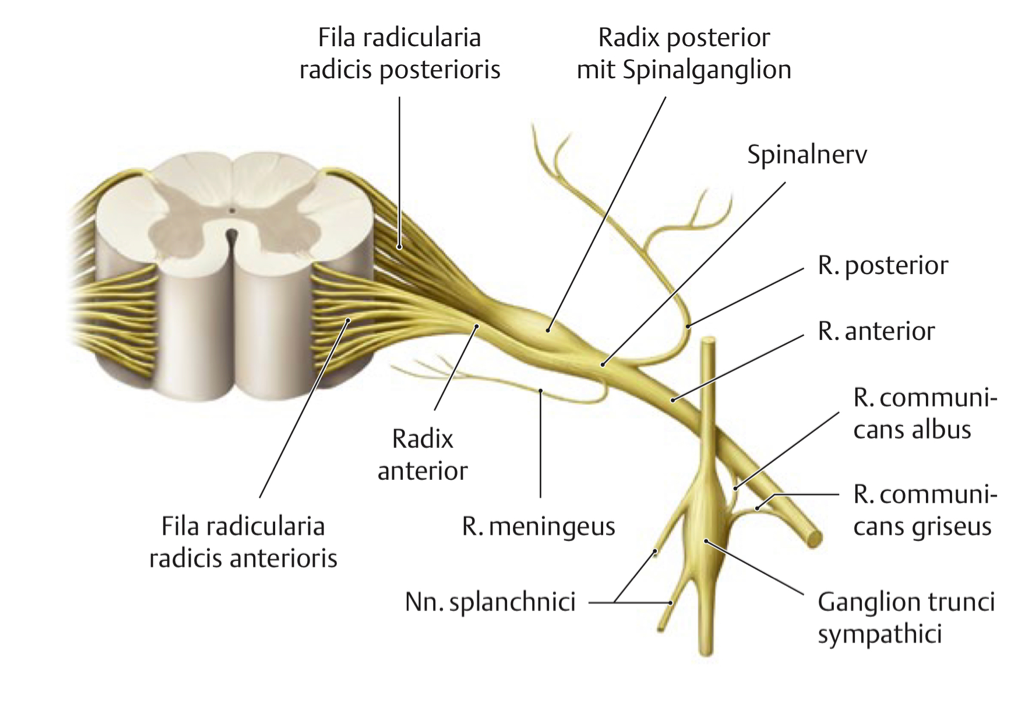 Fila radicularia
radicis posterioris
Radix posterior
mit Spinalganglion
Spinalnerv
R. posterior
R. anterior
R. communi-
cans albus
Radix
anterior
R. communi-
cans griseus
Fila radicularia
radicis anterioris
R. meningeus
Nn. splanchnici
Ganglion trunci
sympathici